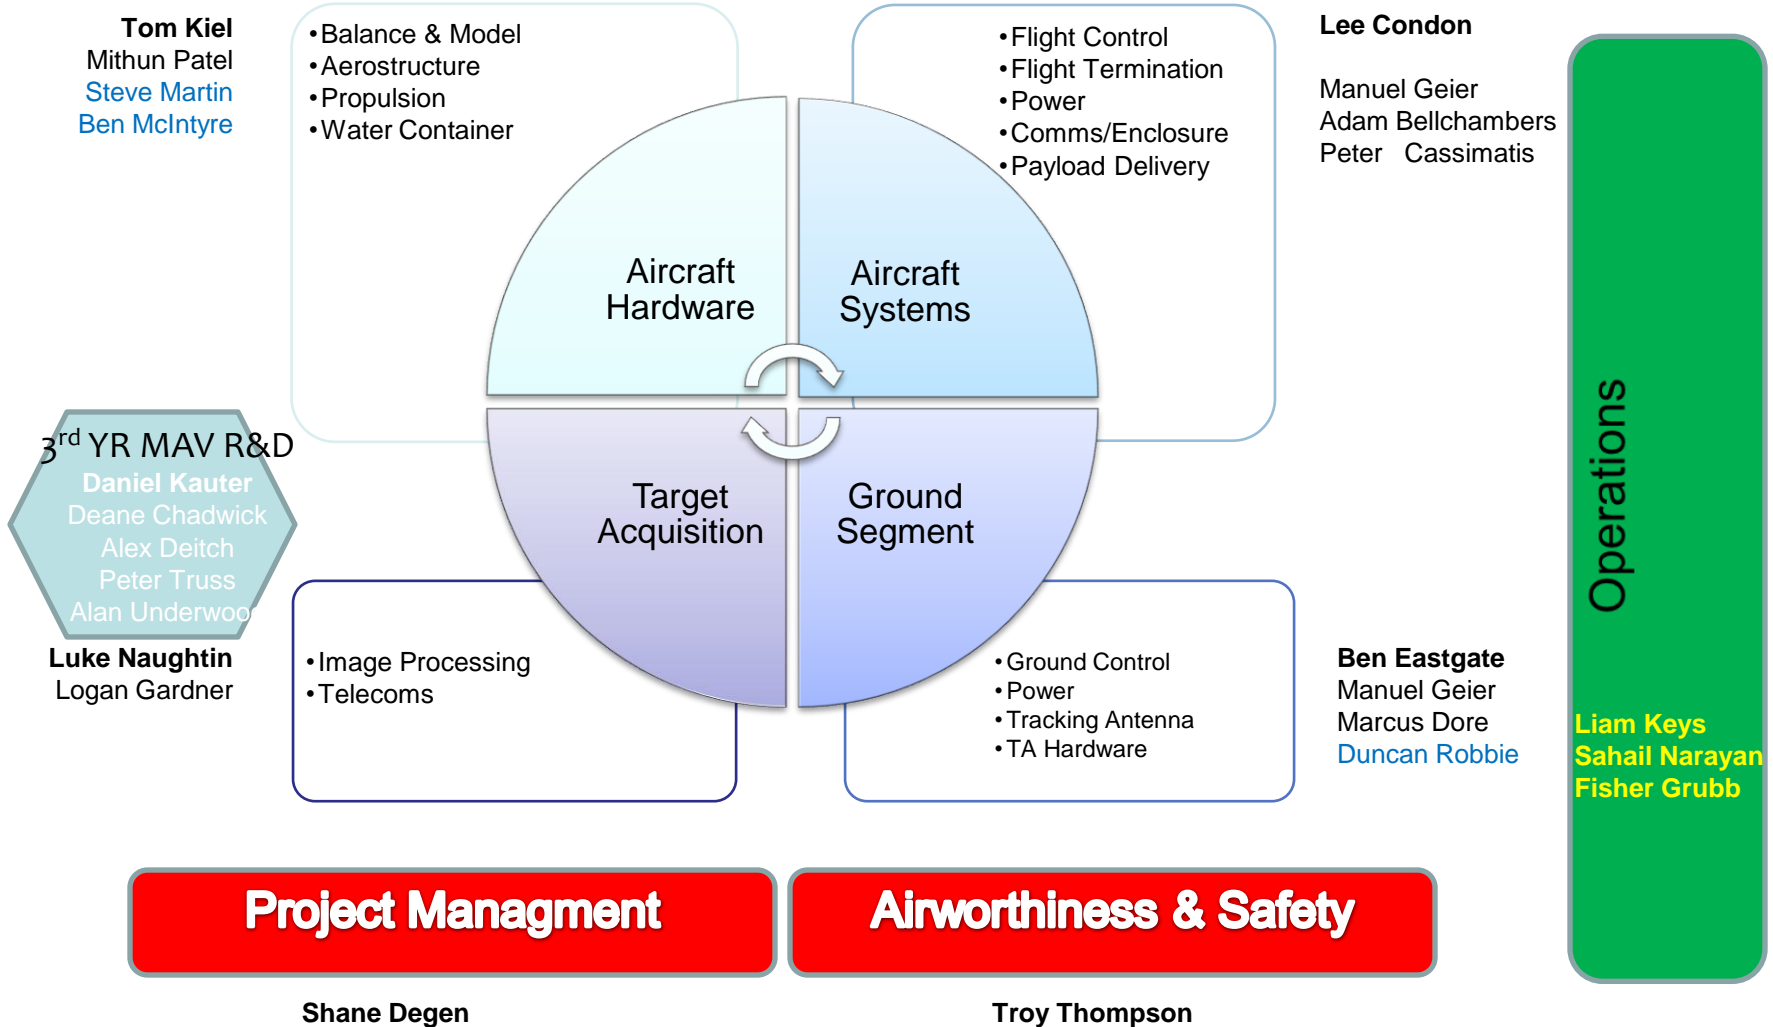 Tom Kiel
Mithun Patel
Steve Martin
Ben McIntyre
•Balance & Model
•Aerostructure
•Propulsion
•Water Container
•Flight Control
•Flight Termination
•Power
•Comms/Enclosure
•Payload Delivery
Lee Condon
Manuel Geier
Adam Bellchambers
Peter Cassimatis
Aircraft
Hardware
Aircraft
Systems
Target
Acquisition
Ground
Segment
3rd YR MAV R&D
Daniel Kauter
Deane Chadwick
Alex Deitch
Peter Truss
Alan Underwood
Luke Naughtin
Logan Gardner
•Image Processing
•Telecoms
•Ground Control
•Power
•Tracking Antenna
•TA Hardware
Ben Eastgate
Manuel Geier
Marcus Dore
Duncan Robbie
Operations
Liam Keys
Sahail Narayan
Fisher Grubb
Project Managment
Airworthiness & Safety
Shane Degen
Troy Thompson